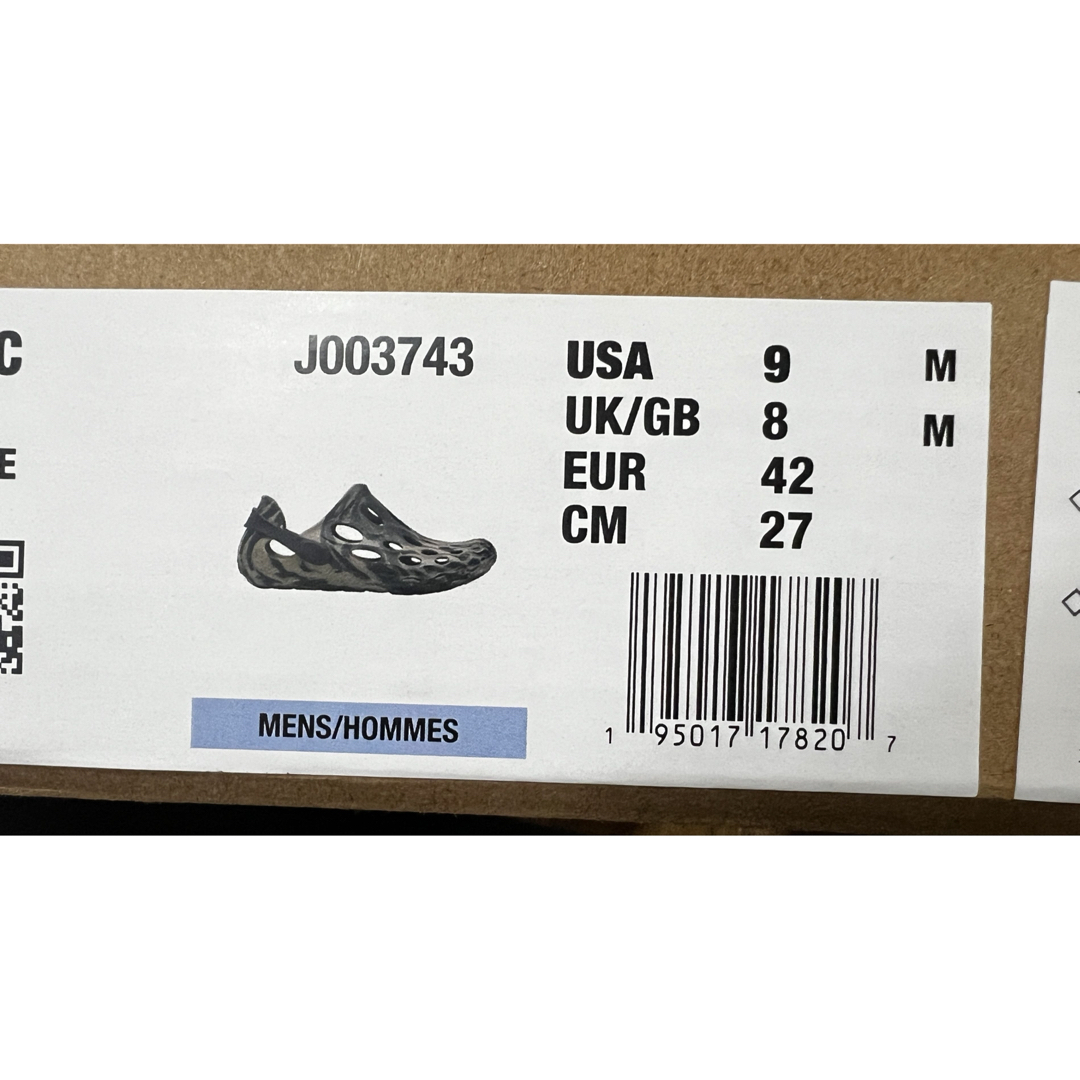 C
J003743
USA 9 M
UK/GB 8 M
E
EUR 42
CM 27
MENS/HOMMES
1 95017 17820 7